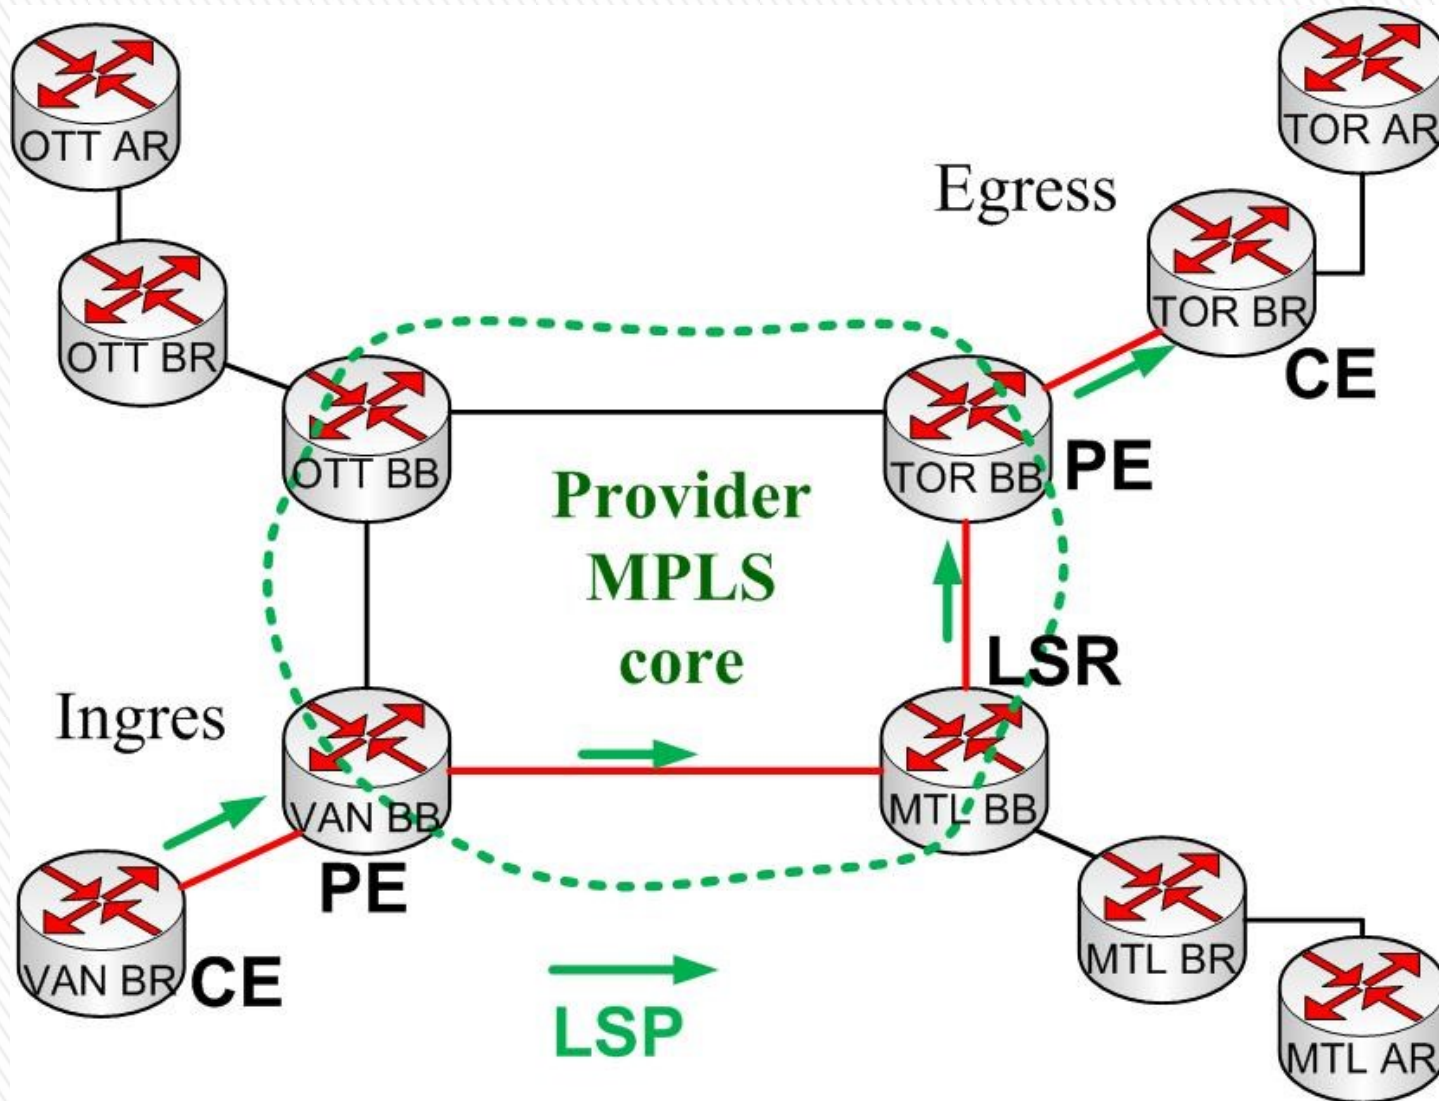 OTT AR
TOR AR
Egress
TOR BR
OTT BR
CE
OTT BB
TOR BB
PE
Provider
MPLS
core
LSR
Ingres
VAN BB
MTL BB
PE
MTL BR
VAN BR
CE
LSP
MTL AR